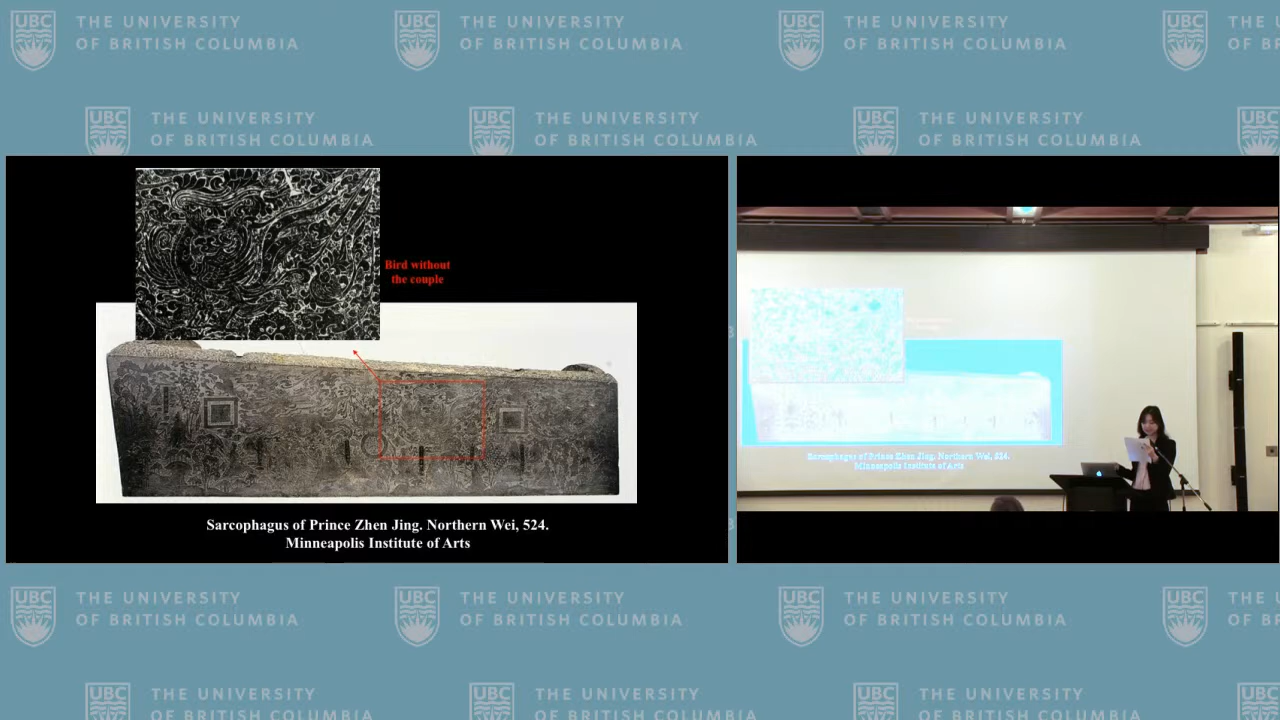 UBC THE UNIVERSITY OF BRITISH COLUMBIA
Bird without
the couple
Sarcophagus of Prince Zhen Jing. Northern Wei, 524.
Minneapolis Institute of Arts
Sarcophagus of Prince Zhen Jing. Northern Wei, 524.
Minneapolis Institute of Arts